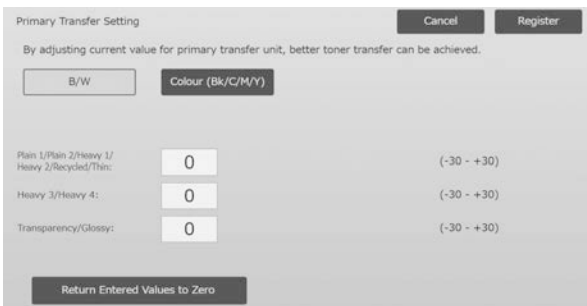 Primary Transfer Setting Cancel Register
By adjusting current value for primary transfer unit, better toner transfer can be achieved.
B/W Colour (Bk/C/M/Y)
Plain 1/Plain 2/Heavy 1/
Heavy 2/Recycled/Thin: 0 (-30 - +30)
Heavy 3/Heavy 4: 0 (-30 - +30)
Transparency/Glossy: 0 (-30 - +30)
Return Entered Values to Zero